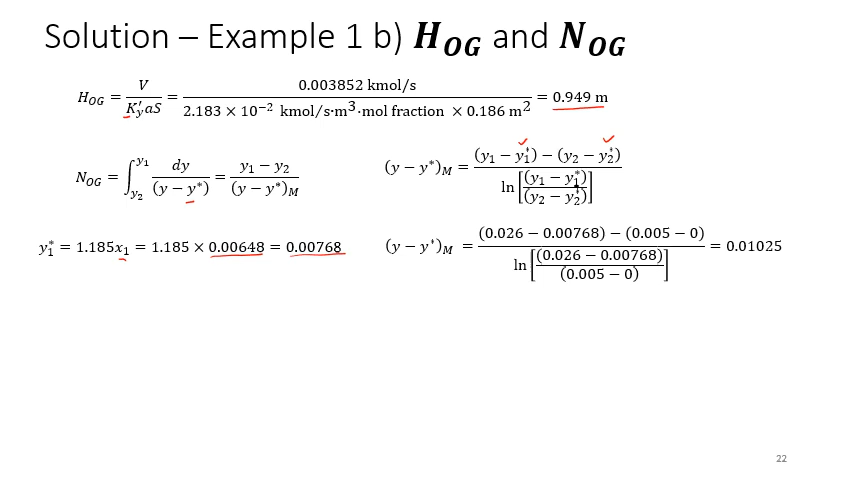 Solution – Example 1 b) H_OG and N_OG
H_OG = V / K′_y aS = 0.003852 kmol/s / 2.183 × 10⁻² kmol/s·m³·mol fraction × 0.186 m² = 0.949 m
N_OG = ∫_{y₂}^{y₁} dy / (y − y*) = y₁ − y₂ / (y − y*)_M
(y − y*)_M = (y₁ − y₁*) − (y₂ − y₂*) / ln [(y₁ − y₁*) / (y₂ − y₂*)]
y₁* = 1.185x₁ = 1.185 × 0.00648 = 0.00768
(y − y*)_M = (0.026 − 0.00768) − (0.005 − 0) / ln [(0.026 − 0.00768) / (0.005 − 0)] = 0.01025
22